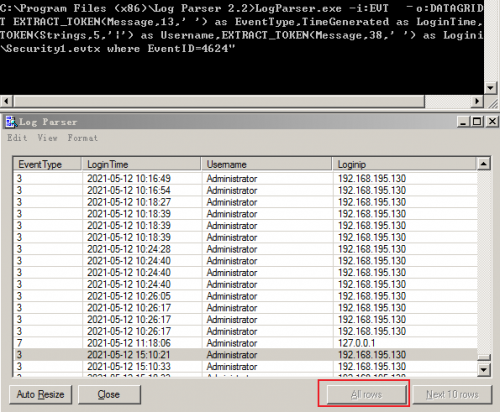 C:\Program Files (x86)\Log Parser 2.2>LogParser.exe -i:EVT -o:DATAGRID
T EXTRACT_TOKEN(Message,13,' ') as EventType,TimeGenerated as LoginTime,
TOKEN(Strings,5,'|') as Username,EXTRACT_TOKEN(Message,38,' ') as Logini
\Security1.evtx where EventID=4624"
Log Parser
Edit View Format
EventType LoginTime Username Loginip
3 2021-05-12 10:16:49 Administrator 192.168.195.130
3 2021-05-12 10:16:54 Administrator 192.168.195.130
3 2021-05-12 10:18:27 Administrator 192.168.195.130
3 2021-05-12 10:18:39 Administrator 192.168.195.130
3 2021-05-12 10:18:39 Administrator 192.168.195.130
3 2021-05-12 10:18:39 Administrator 192.168.195.130
3 2021-05-12 10:24:28 Administrator 192.168.195.130
3 2021-05-12 10:24:40 Administrator 192.168.195.130
3 2021-05-12 10:24:40 Administrator 192.168.195.130
3 2021-05-12 10:24:40 Administrator 192.168.195.130
3 2021-05-12 10:26:05 Administrator 192.168.195.130
3 2021-05-12 10:26:17 Administrator 192.168.195.130
3 2021-05-12 10:26:17 Administrator 192.168.195.130
3 2021-05-12 10:26:17 Administrator 192.168.195.130
7 2021-05-12 11:18:06 Administrator 127.0.0.1
3 2021-05-12 15:10:21 Administrator 192.168.195.130
3 2021-05-12 15:10:33 Administrator 192.168.195.130
Auto Resize Close All rows Next 10 rows